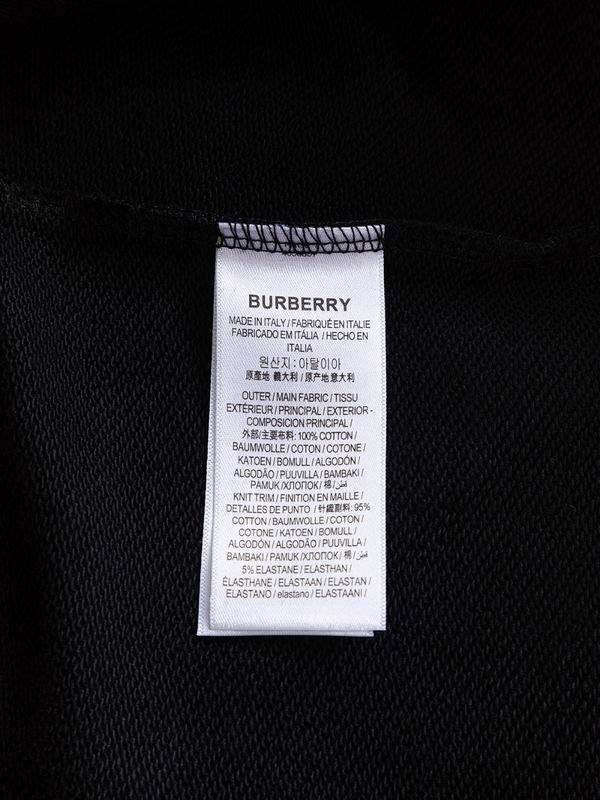 BURBERRY
MADE IN ITALY / FABRIQUÉ EN ITALIE
FABRICADO EM ITÁLIA / HECHO EN
ITALIA
원산지 : 아탈이아
原產地 義大利 / 原产地 意大利
OUTER / MAIN FABRIC / TISSU
EXTÉRIEUR / PRINCIPAL / EXTERIOR -
COMPOSICION PRINCIPAL /
外部/主要布料: 100% COTTON /
BAUMWOLLE / COTON / COTONE /
KATOEN / BOMULL / ALGODÓN /
ALGODÃO / PUUVILLA / BAMBAKI /
PAMUK /ХЛОПОК / 棉 / قطن /
KNIT TRIM / FINITION EN MAILLE /
DETALLES DE PUNTO / 针織副料: 95%
COTTON / BAUMWOLLE / COTON /
COTONE / KATOEN / BOMULL /
ALGODÓN / ALGODÃO / PUUVILLA /
BAMBAKI / PAMUK / ХЛОПОК / 棉 / قطن /
5% ELASTANE / ELASTHAN /
ÉLASTHANE / ELASTAAN / ELASTAN /
ELASTANO / elastano / ELASTAANI /